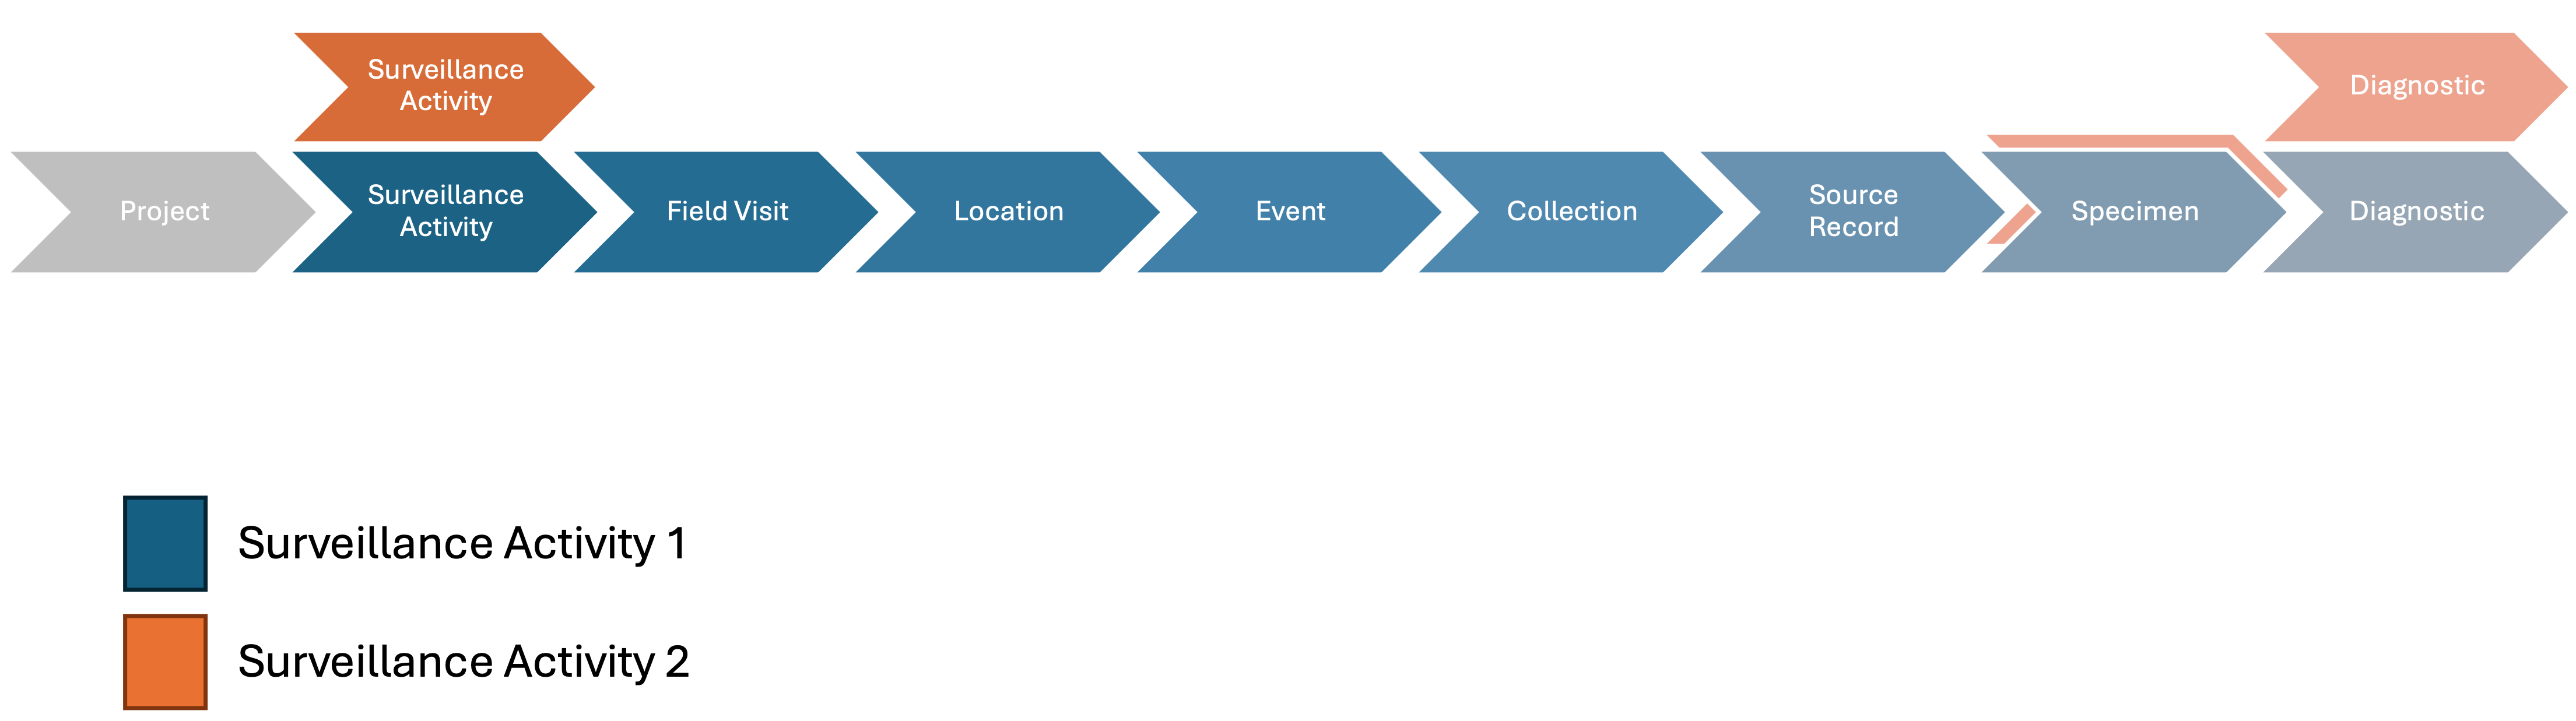 Surveillance
Activity
Diagnostic
Project
Surveillance
Activity
Field Visit
Location
Event
Collection
Source
Record
Specimen
Diagnostic
Surveillance Activity 1
Surveillance Activity 2